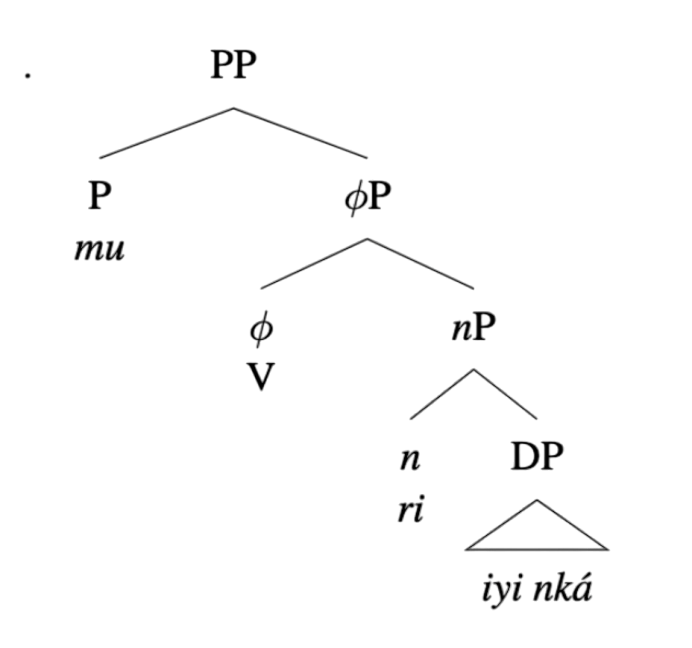 . PP
P ϕP
mu
ϕ nP
V
n DP
ri
iyi nká